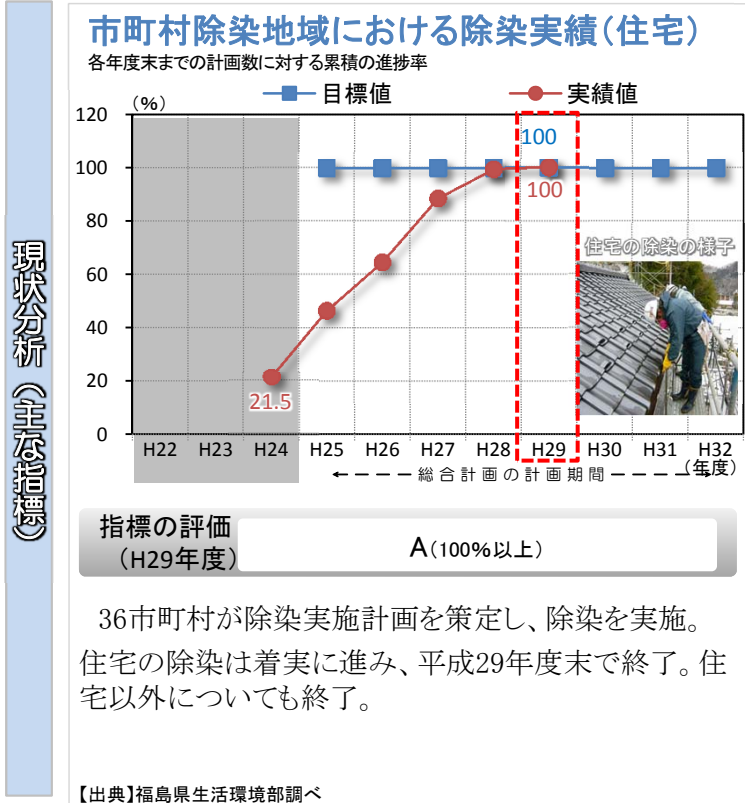 現状分析（主な指標）
市町村除染地域における除染実績（住宅）
各年度末までの計画数に対する累積の進捗率
（%）
目標値
実績値
120
100
80
60
40
20
0
100
100
21.5
住宅の除染の様子
H22 H23 H24 H25 H26 H27 H28 H29 H30 H31 H32
（年度）
総合計画の計画期間
指標の評価
（H29年度）
A（100％以上）
36市町村が除染実施計画を策定し、除染を実施。
住宅の除染は着実に進み、平成29年度末で終了。住
宅以外についても終了。
【出典】福島県生活環境部調べ